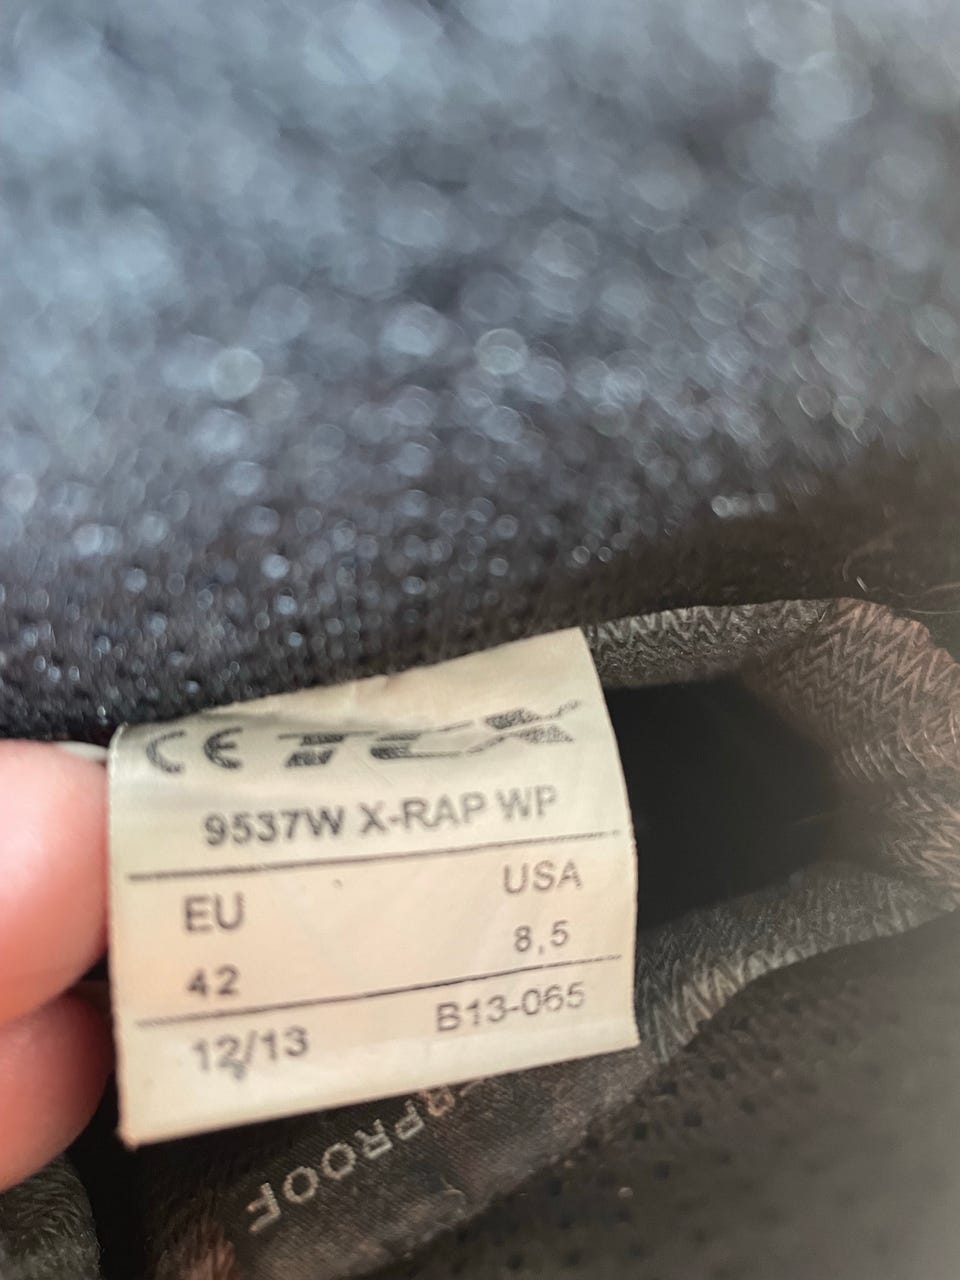 CE TCX
9537W X-RAP WP
EU USA
42 8,5
12/13 B13-065